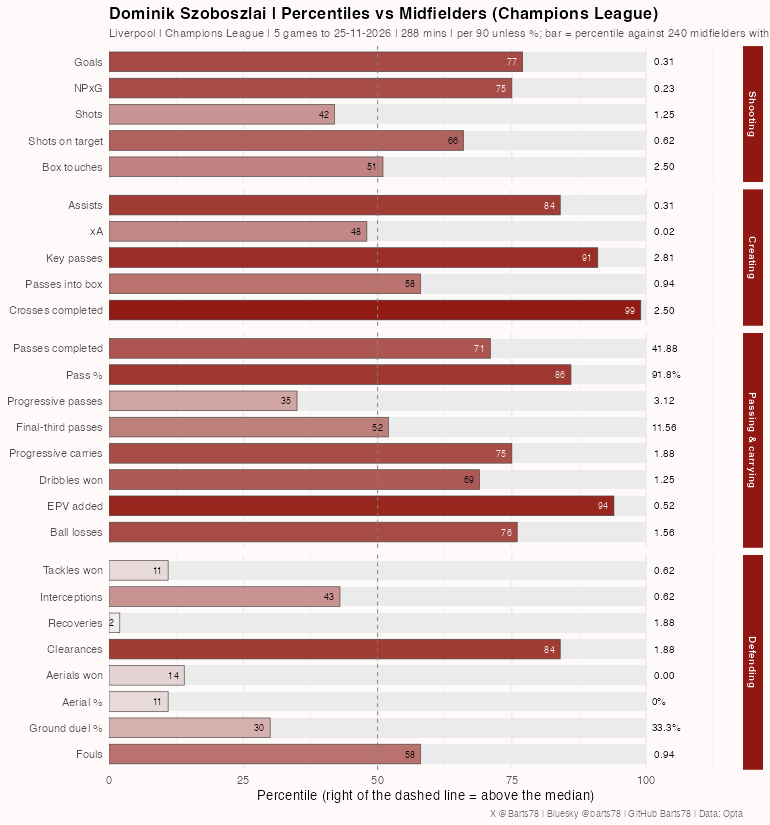 Dominik Szoboszlai | Percentiles vs Midfielders (Champions League)
Liverpool | Champions League | 5 games to 25-11-2026 | 288 mins | per 90 unless %; bar = percentile against 240 midfielders with
Goals 77 0.31
NPxG 75 0.23
Shots 42 1.25
Shots on target 66 0.62
Box touches 51 2.50
Shooting
Assists 84 0.31
xA 48 0.02
Key passes 91 2.81
Passes into box 58 0.94
Crosses completed 99 2.50
Creating
Passes completed 71 41.88
Pass % 86 91.8%
Progressive passes 35 3.12
Final-third passes 52 11.56
Progressive carries 75 1.88
Dribbles won 69 1.25
EPV added 94 0.52
Ball losses 76 1.56
Passing & carrying
Tackles won 11 0.62
Interceptions 43 0.62
Recoveries 2 1.88
Clearances 84 1.88
Aerials won 14 0.00
Aerial % 11 0%
Ground duel % 30 33.3%
Fouls 58 0.94
Defending
0 25 50 75 100
Percentile (right of the dashed line = above the median)
X @Barts78 | Bluesky @barts78 | GitHub Barts78 | Data: Opta